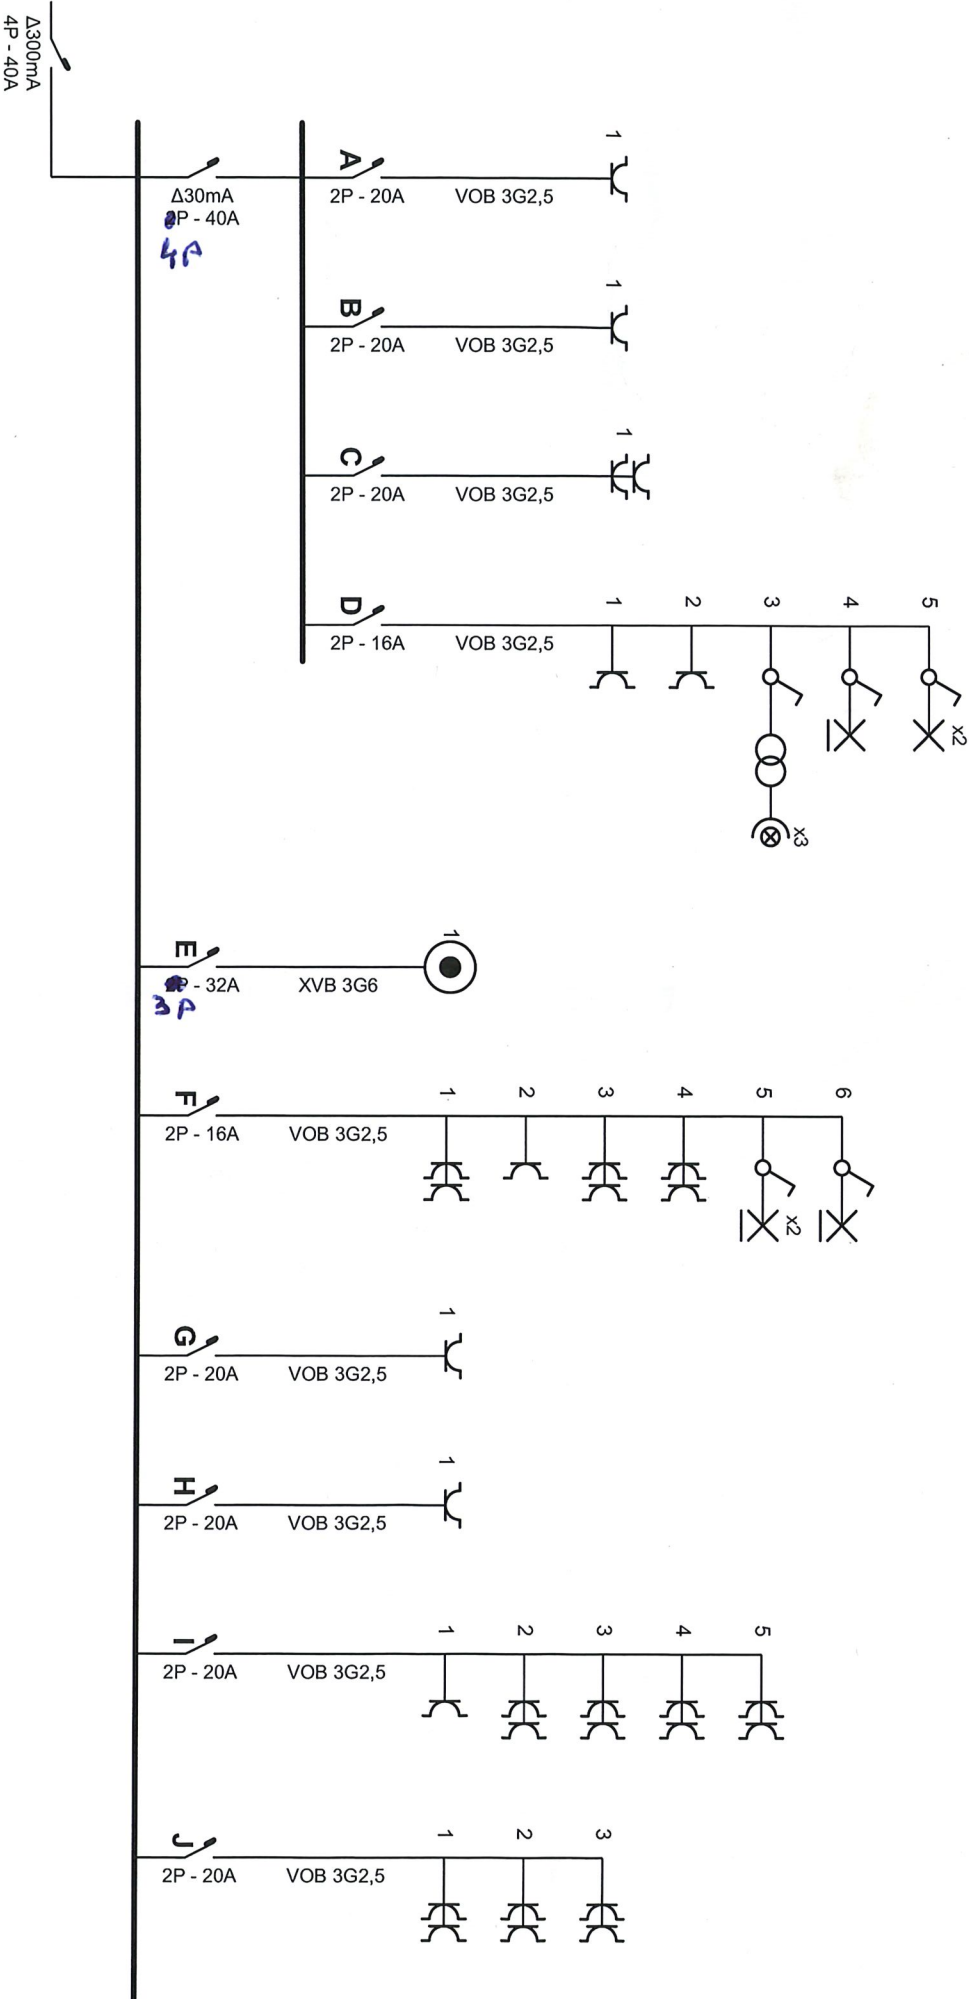 Δ300mA
4P - 40A
Δ30mA
P - 40A
4P
A
2P - 20A
VOB 3G2,5
1
B
2P - 20A
VOB 3G2,5
1
C
2P - 20A
VOB 3G2,5
1
D
2P - 16A
VOB 3G2,5
1
2
3
4
5
x2
x3
E
P - 32A
3P
XVB 3G6
1
F
2P - 16A
VOB 3G2,5
1
2
3
4
5
6
x2
G
2P - 20A
VOB 3G2,5
1
H
2P - 20A
VOB 3G2,5
1
I
2P - 20A
VOB 3G2,5
1
2
3
4
5
J
2P - 20A
VOB 3G2,5
1
2
3